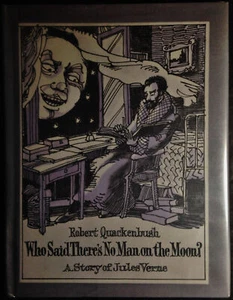 Robert Quackenbush
Who Said There's No Man on the Moon?
A Story of Jules Verne